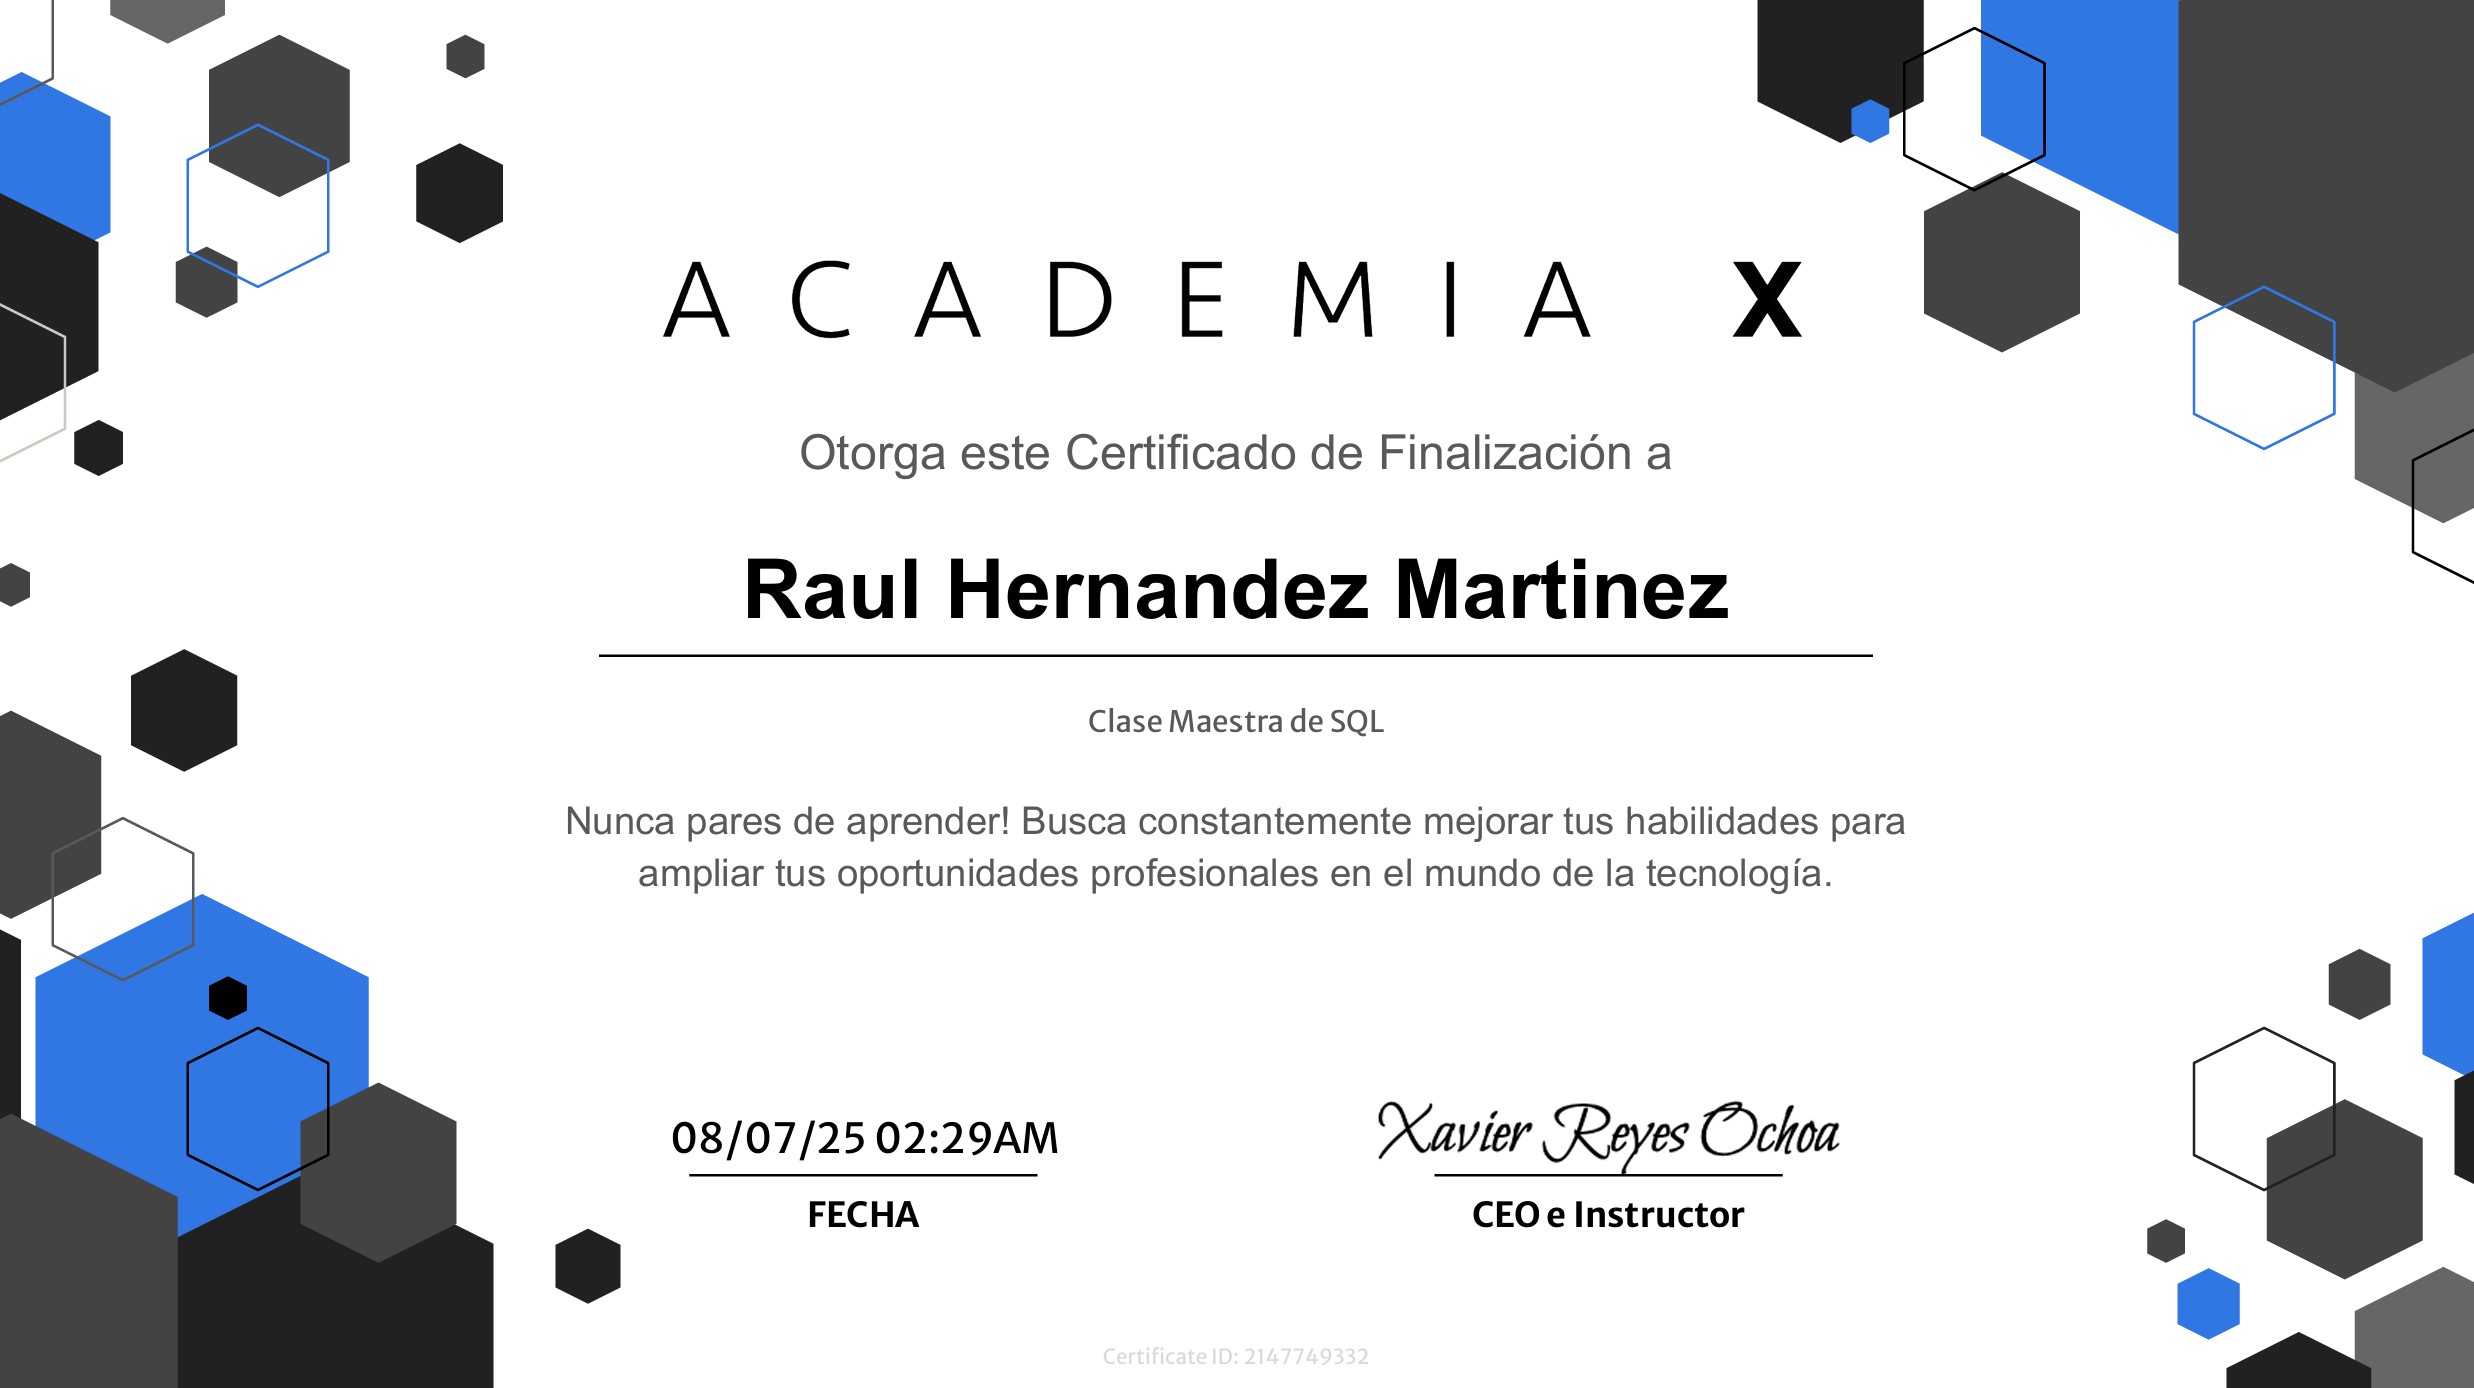 ACADEMIA X
Otorga este Certificado de Finalización a
Raul Hernandez Martinez
Clase Maestra de SQL
Nunca pares de aprender! Busca constantemente mejorar tus habilidades para
ampliar tus oportunidades profesionales en el mundo de la tecnología.
08/07/25 02:29AM
FECHA
Xavier Reyes Ochoa
CEO e Instructor
Certificate ID: 2147749332